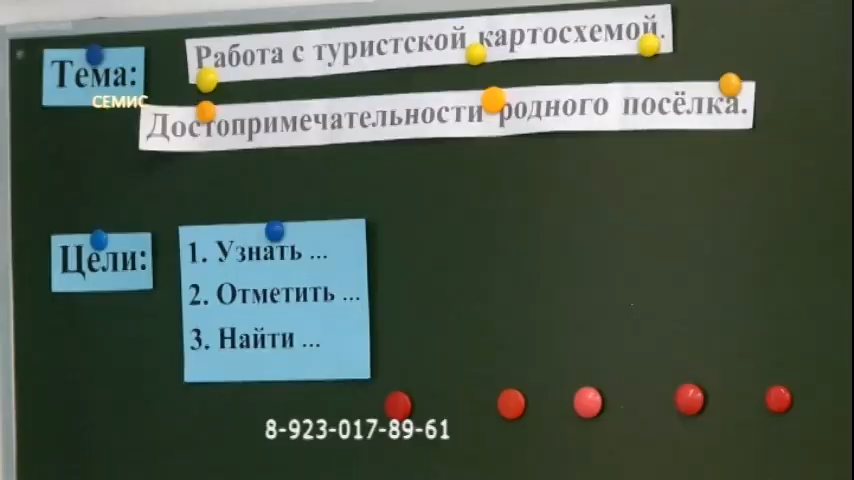 Тема:
Работа с туристской картосхемой.
СЕМИС
Достопримечательности родного посёлка.
Цели:
1. Узнать ...
2. Отметить ...
3. Найти ...
8-923-017-89-61